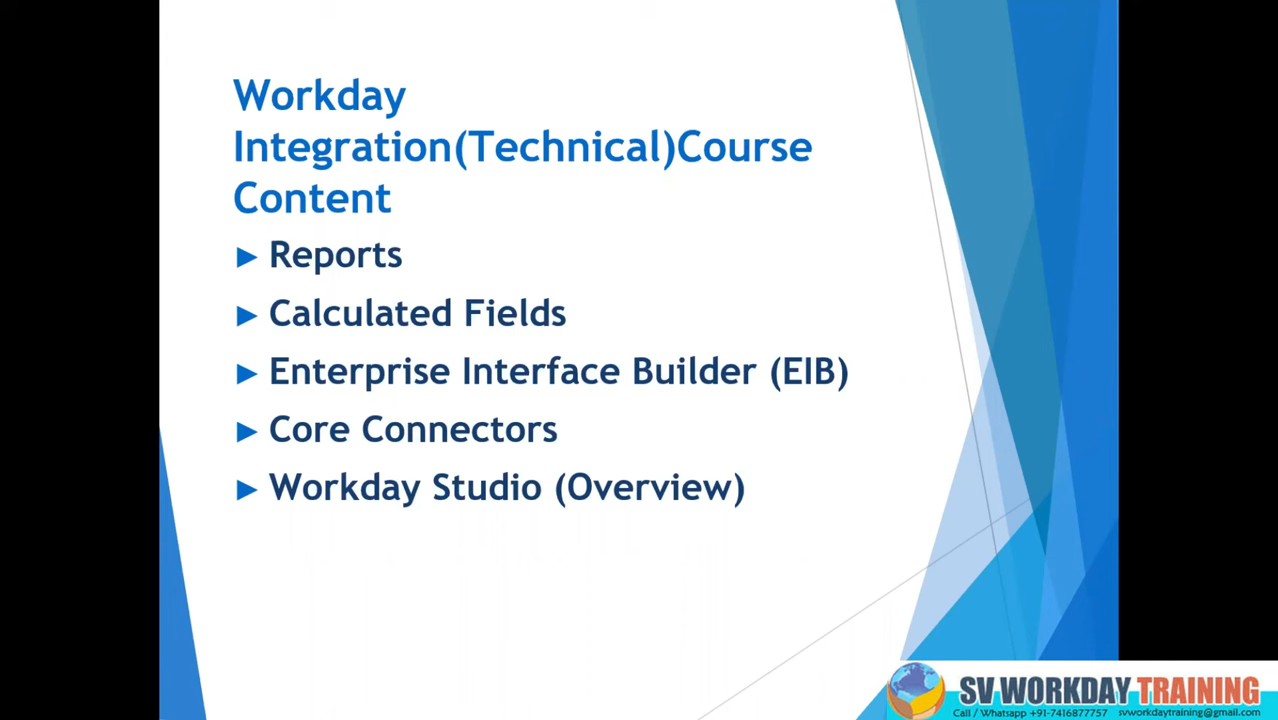 Workday
Integration(Technical)Course
Content
Reports
Calculated Fields
Enterprise Interface Builder (EIB)
Core Connectors
Workday Studio (Overview)
SV WORKDAY TRAINING
Call / Whatsapp +91-7416877757 svworkdaytraining@gmail.com